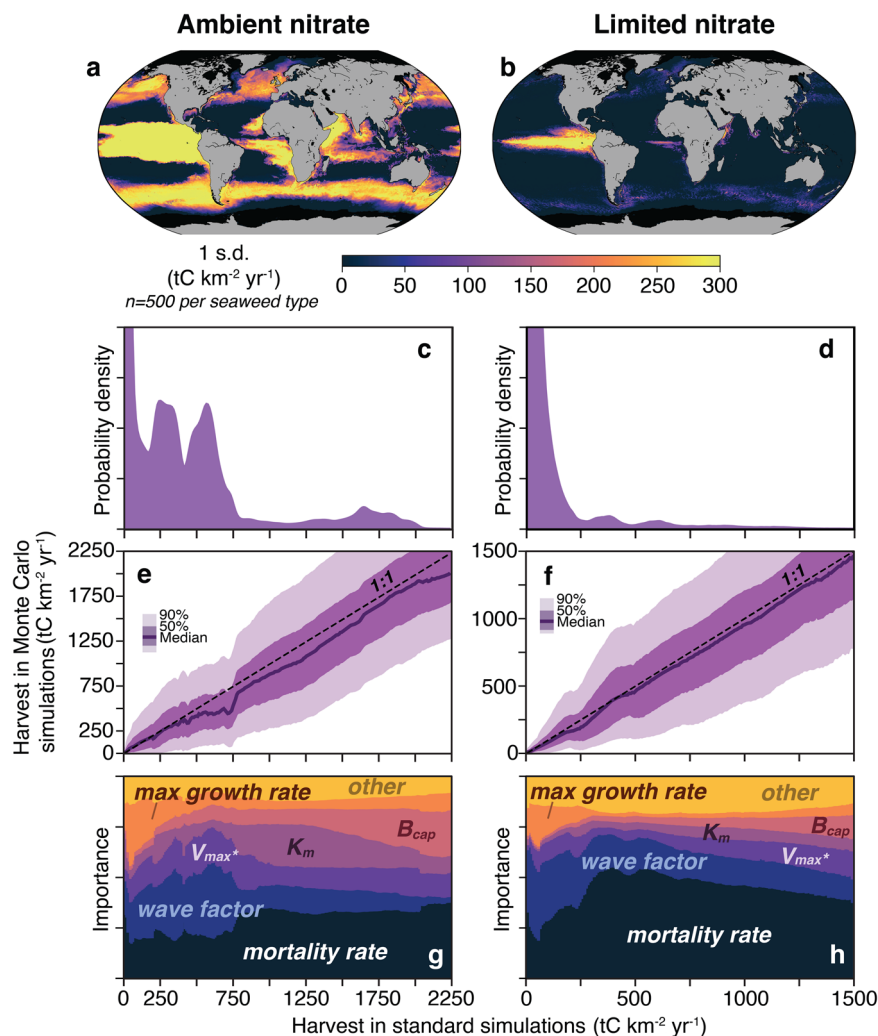 Ambient nitrate
Limited nitrate
a
b
1 s.d.
(tC km-2 yr-1)
n=500 per seaweed type
0 50 100 150 200 250 300
Probability density
c
Probability density
d
Harvest in Monte Carlo
simulations (tC km-2 yr-1)
2250
1750
1250
750
250
0
e
1:1
90%
50%
Median
1500
1000
500
0
f
1:1
90%
50%
Median
Importance
max growth rate
other
Bcap
Vmax*
Km
wave factor
mortality rate
g
0 250 750 1250 1750 2250
Importance
max growth rate
other
Bcap
Km
Vmax*
wave factor
mortality rate
h
0 500 1000 1500
Harvest in standard simulations (tC km-2 yr-1)